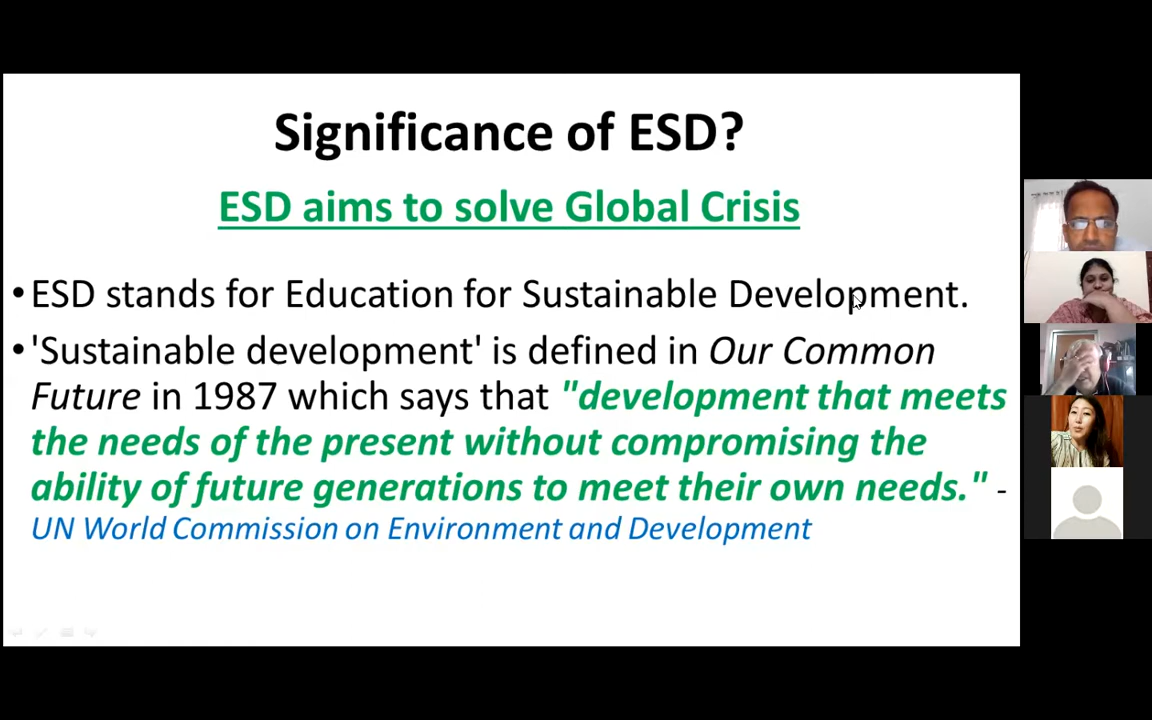 Significance of ESD?
ESD aims to solve Global Crisis
•ESD stands for Education for Sustainable Development.
•'Sustainable development' is defined in Our Common
Future in 1987 which says that "development that meets
the needs of the present without compromising the
ability of future generations to meet their own needs." -
UN World Commission on Environment and Development